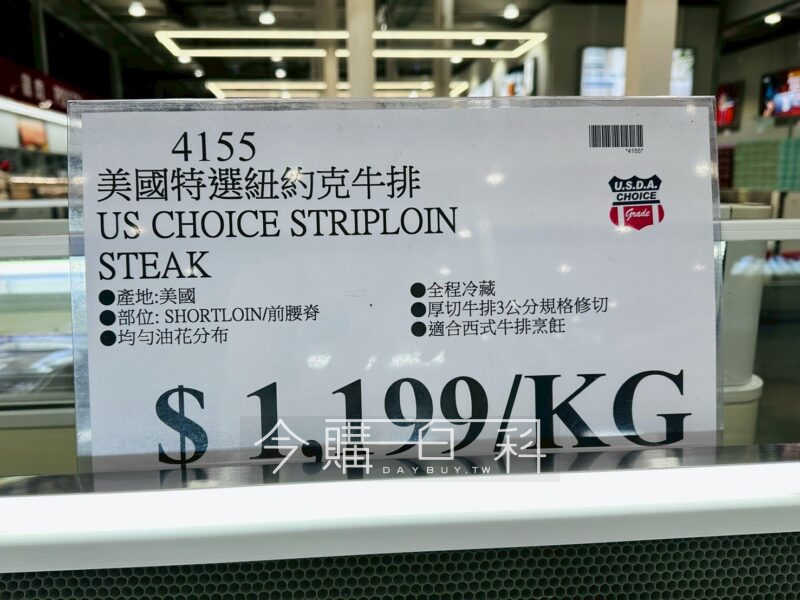 4155
*4155*
美國特選紐約克牛排
US CHOICE STRIPLOIN
STEAK
U.S.D.A.
CHOICE
Grade
●產地:美國
●部位: SHORTLOIN/前腰脊
●均勻油花分布
●全程冷藏
●厚切牛排3公分規格修切
●適合西式牛排烹飪
$ 1,199/KG
今購百科
DAYBUY.TW